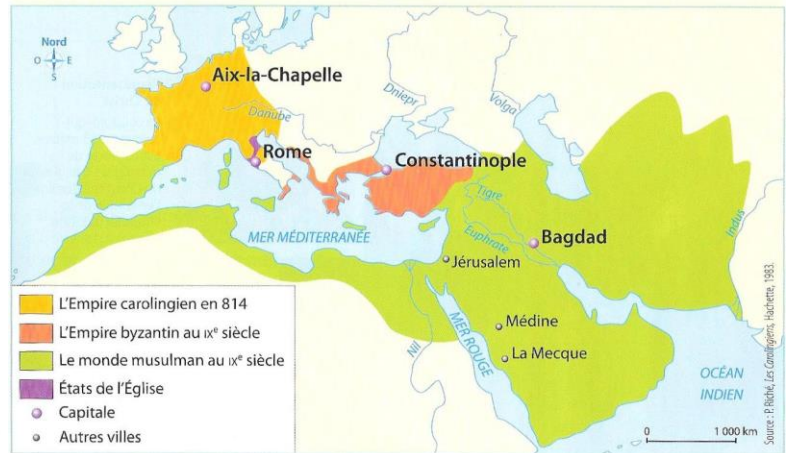 Nord
O E
S
Aix-la-Chapelle
Danube
Dniepr
Volga
Rome
Constantinople
Tigre
Euphrate
Bagdad
Indus
MER MÉDITERRANÉE
Jérusalem
Médine
La Mecque
Nil
MER ROUGE
OCÉAN
INDIEN
0 1 000 km
L'Empire carolingien en 814
L'Empire byzantin au IXe siècle
Le monde musulman au IXe siècle
États de l'Église
Capitale
Autres villes
Source : P. Riché, Les Carolingiens, Hachette, 1983.